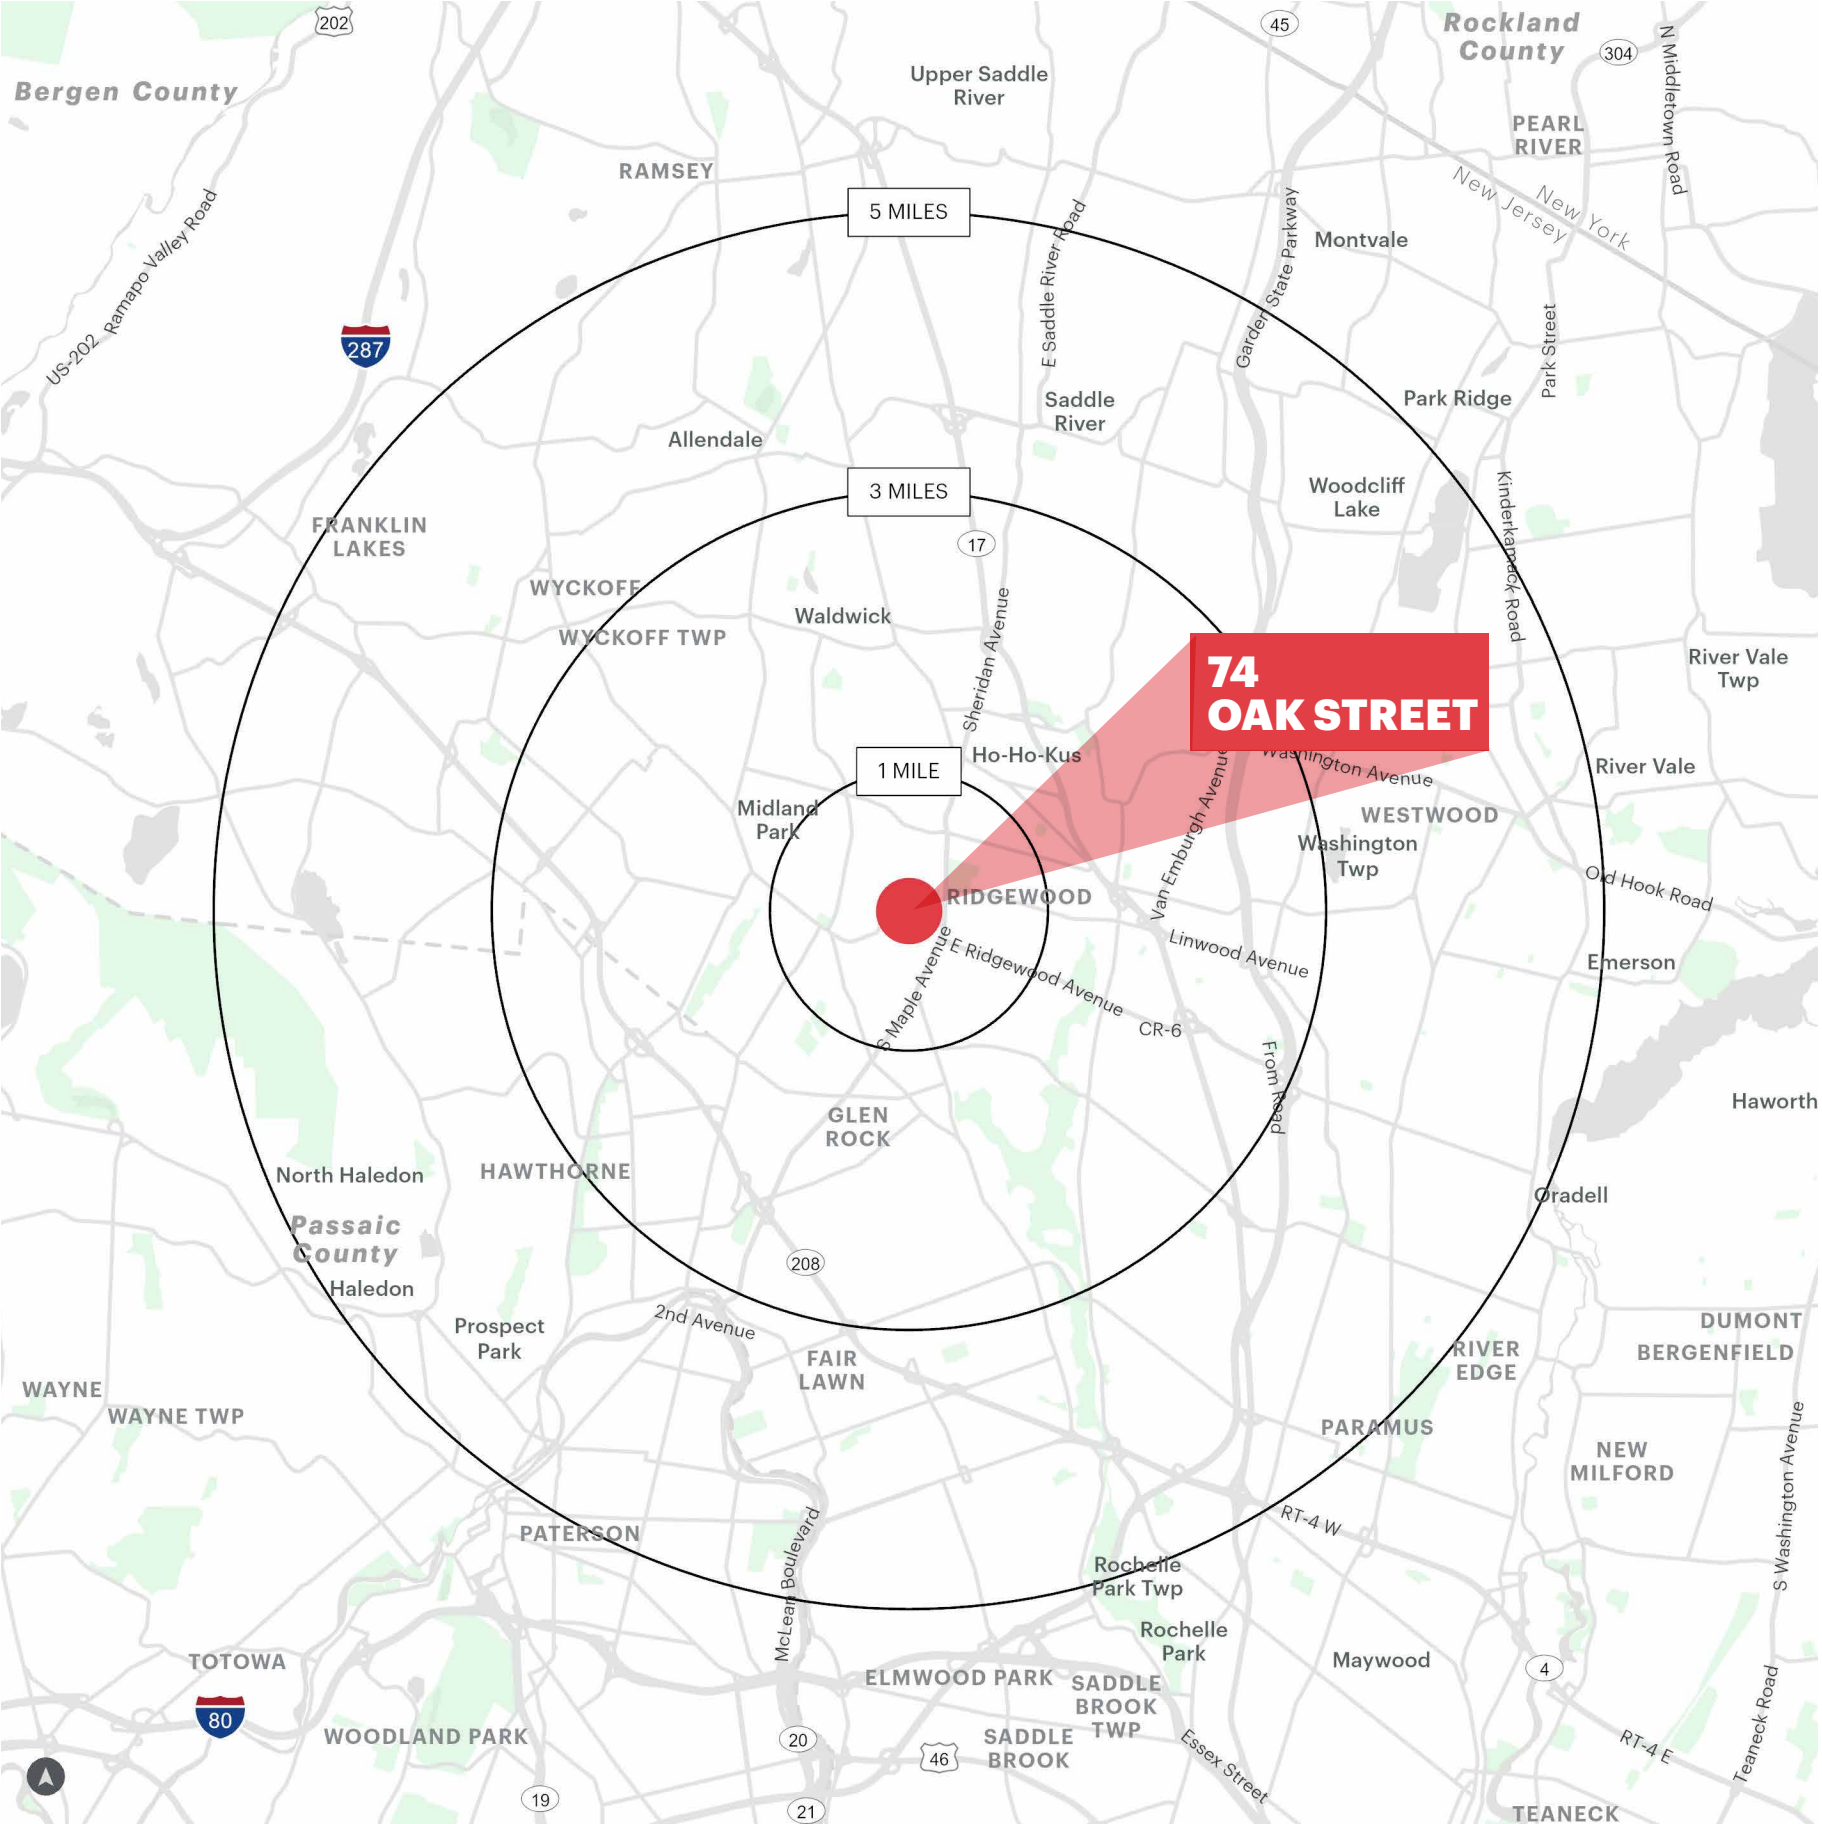 202
45
Rockland
County
304
N Middletown Road
Bergen County
Upper Saddle
River
PEARL
RIVER
RAMSEY
New Jersey
New York
5 MILES
US-202
Ramapo Valley Road
E Saddle River Road
Garden State Parkway
Montvale
287
Park Street
Saddle
River
Park Ridge
Allendale
3 MILES
Woodcliff
Lake
Kinderkamack Road
FRANKLIN
LAKES
17
WYCKOFF
Waldwick
WYCKOFF TWP
Sheridan Avenue
74
OAK STREET
River Vale
Twp
Ho-Ho-Kus
1 MILE
Washington Avenue
River Vale
Midland
Park
Van Emburgh Avenue
WESTWOOD
Washington
Twp
Old Hook Road
RIDGEWOOD
E Ridgewood Avenue
Linwood Avenue
Emerson
S Maple Avenue
CR-6
From Road
Haworth
GLEN
ROCK
North Haledon
HAWTHORNE
Oradell
Passaic
County
208
Haledon
2nd Avenue
Prospect
Park
DUMONT
RIVER
EDGE
BERGENFIELD
FAIR
LAWN
WAYNE
WAYNE TWP
PARAMUS
NEW
MILFORD
S Washington Avenue
PATERSON
McLean Boulevard
RT-4 W
Rochelle
Park Twp
Rochelle
Park
TOTOWA
Maywood
4
ELMWOOD PARK
SADDLE
BROOK
TWP
80
WOODLAND PARK
20
46
SADDLE
BROOK
Essex Street
RT-4 E
Teaneck Road
19
21
TEANECK